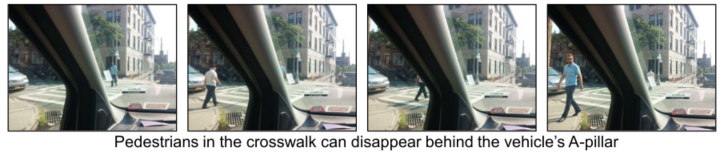 Pedestrians in the crosswalk can disappear behind the vehicle's A-pillar